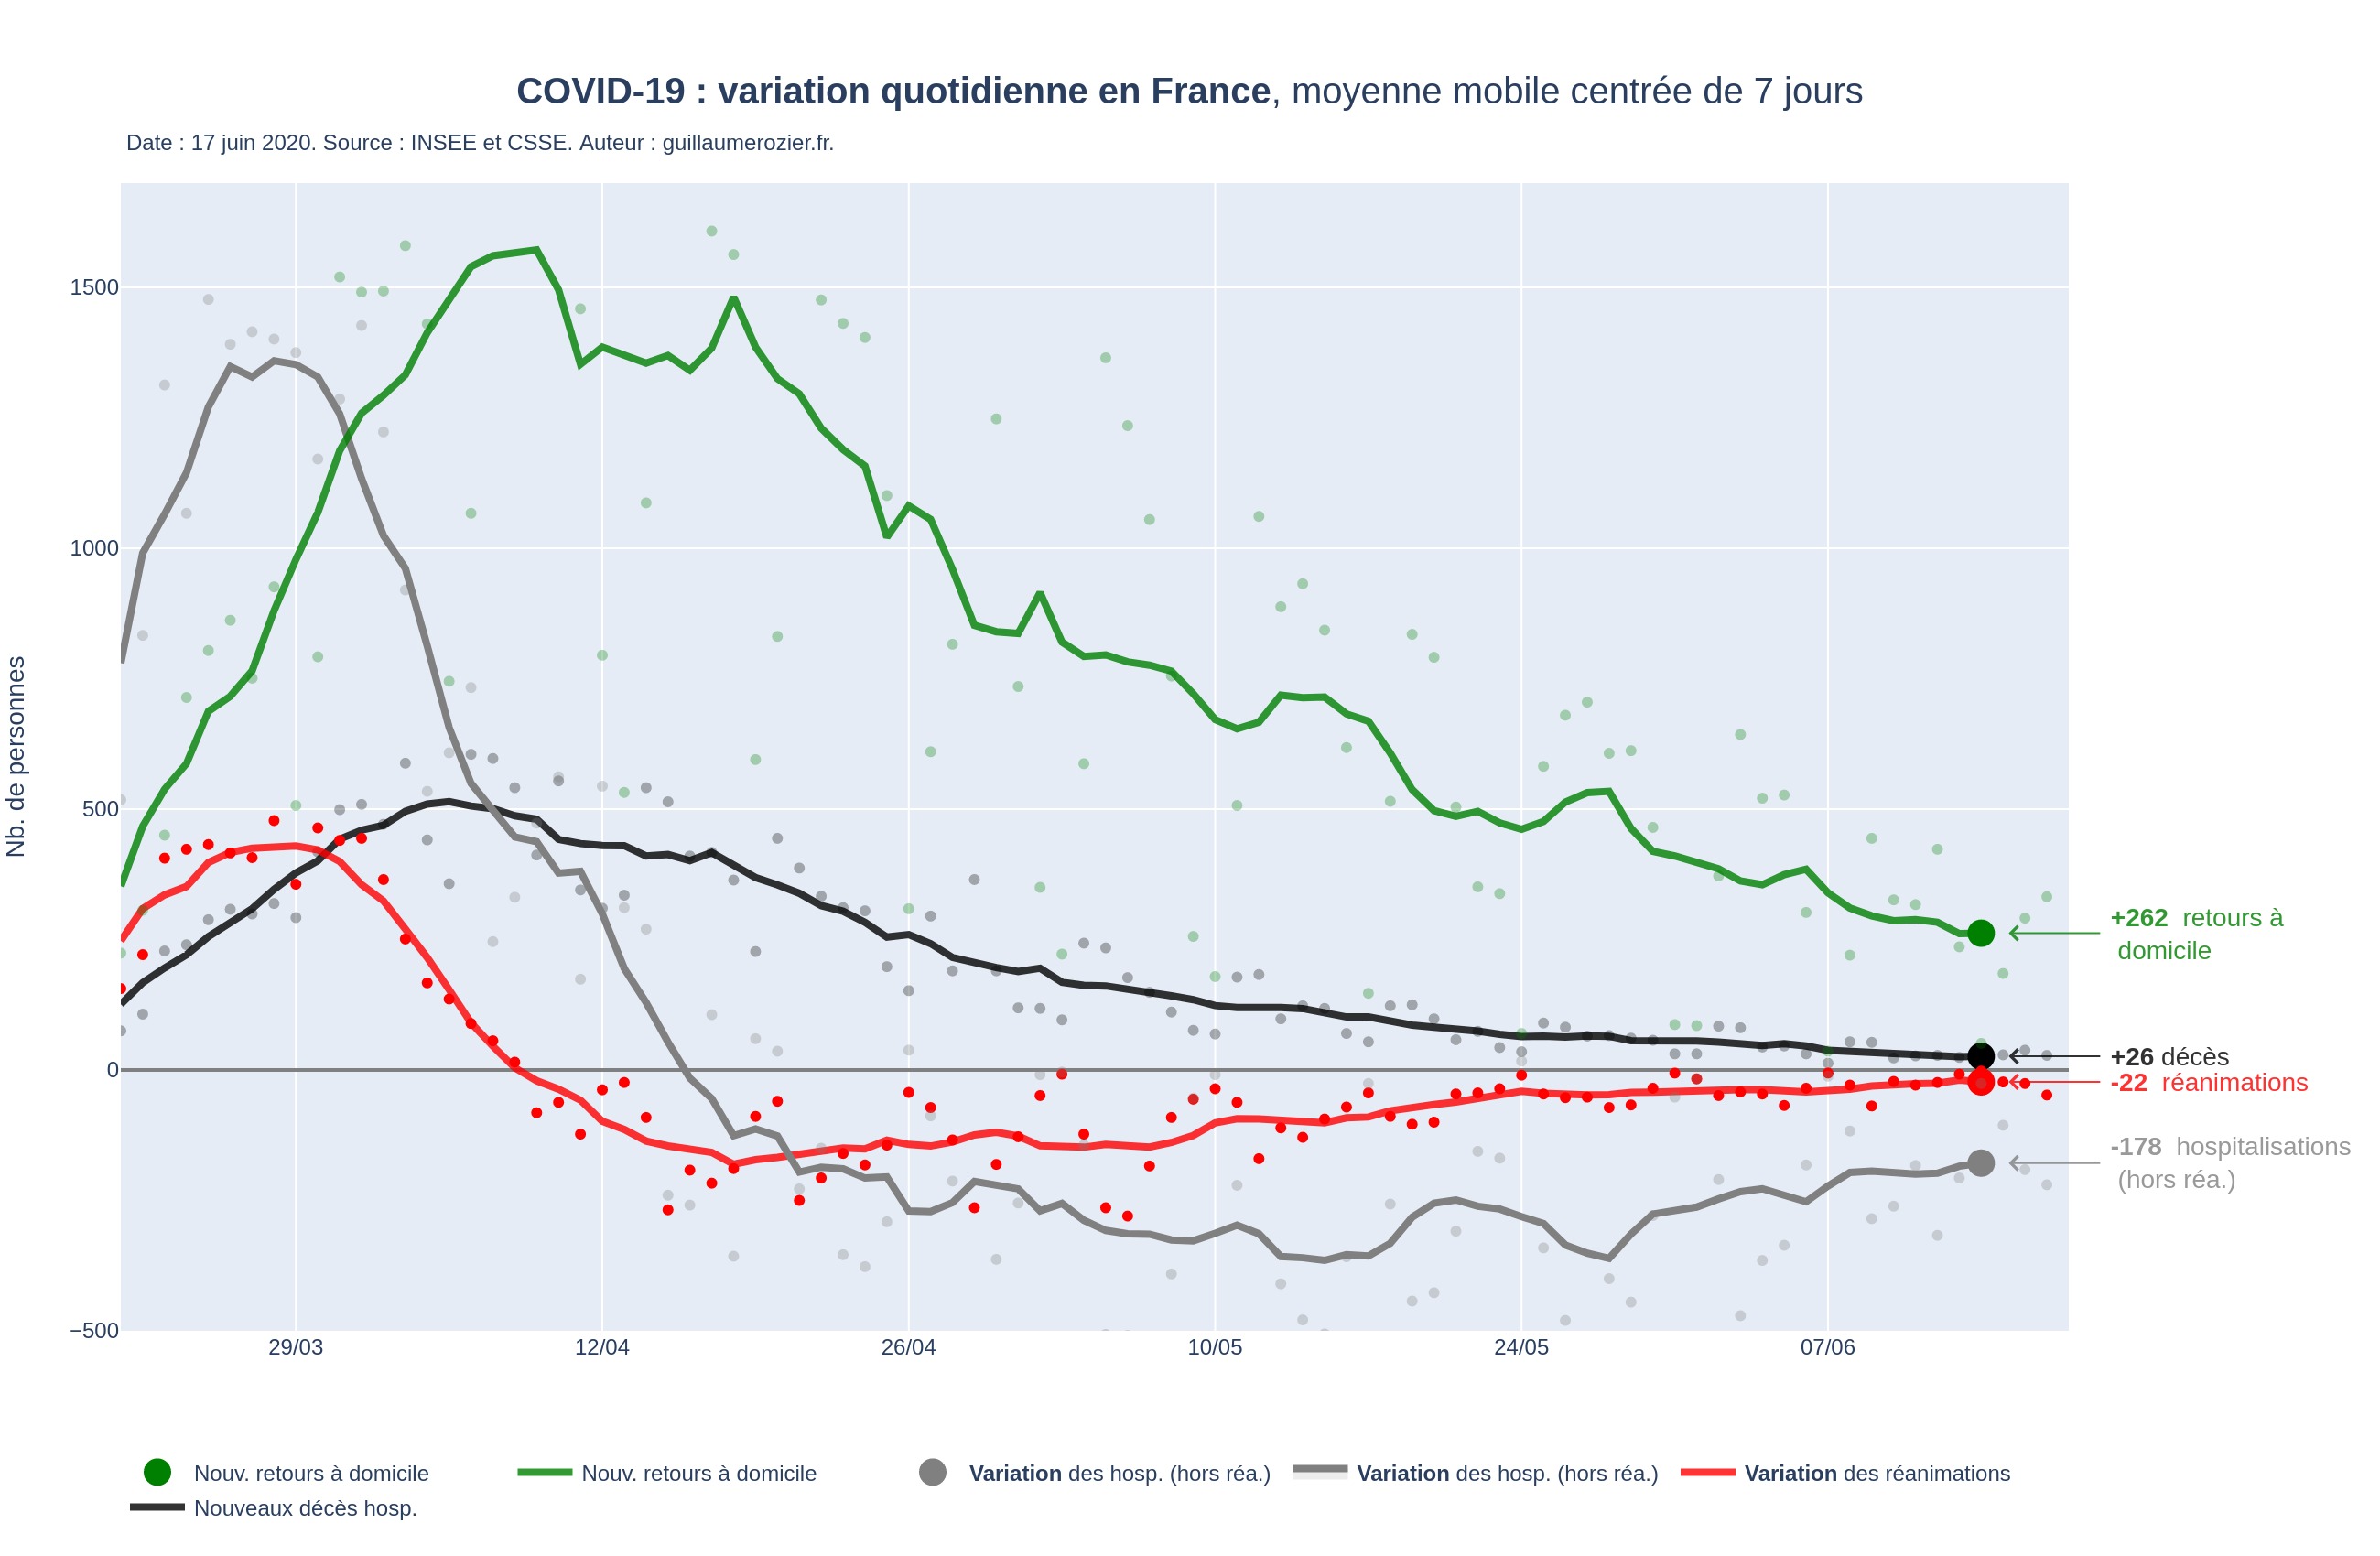 COVID-19 : variation quotidienne en France, moyenne mobile centrée de 7 jours
Date : 17 juin 2020. Source : INSEE et CSSE. Auteur : guillaumerozier.fr.
Nb. de personnes
1500
1000
500
0
−500
29/03
12/04
26/04
10/05
24/05
07/06
+262 retours à
domicile
+26 décès
-22 réanimations
-178 hospitalisations
(hors réa.)
Nouv. retours à domicile
Nouv. retours à domicile
Variation des hosp. (hors réa.)
Variation des hosp. (hors réa.)
Variation des réanimations
Nouveaux décès hosp.